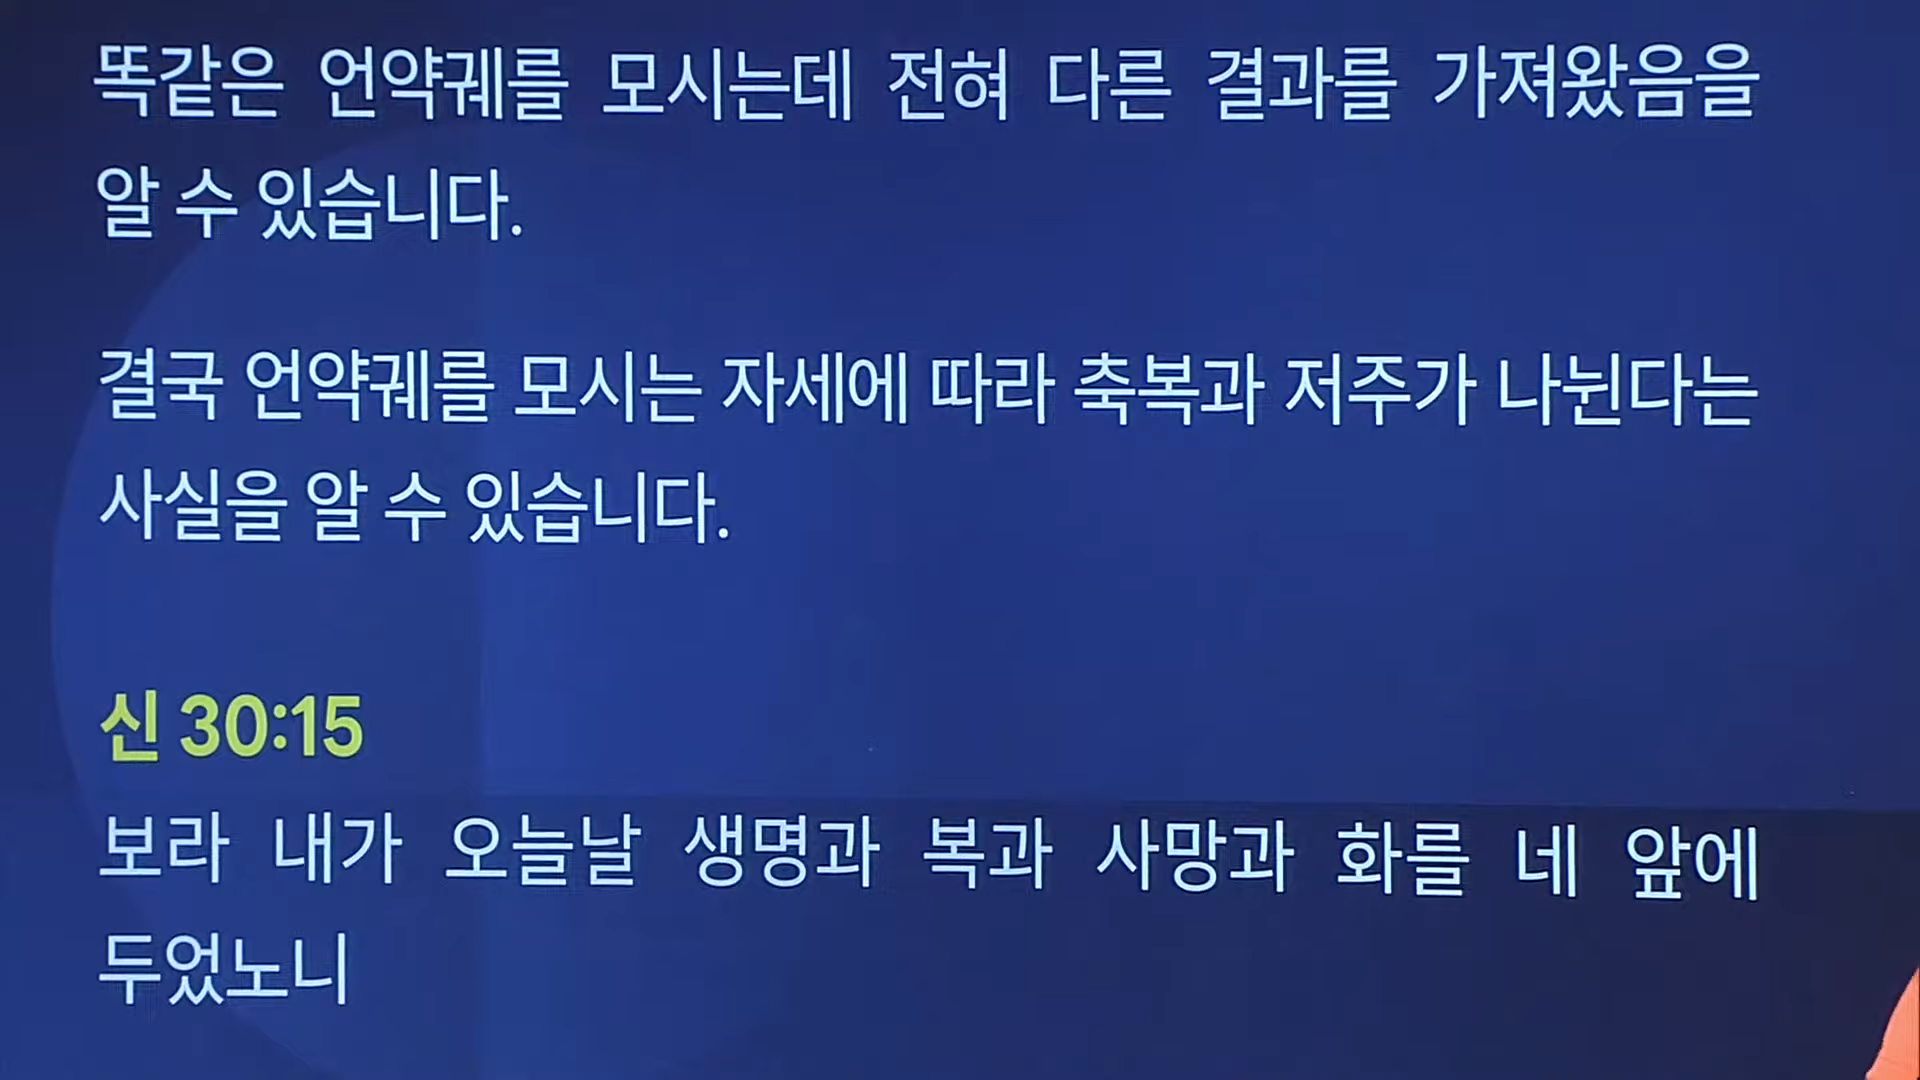 똑같은 언약궤를 모시는데 전혀 다른 결과를 가져왔음을
알 수 있습니다.
결국 언약궤를 모시는 자세에 따라 축복과 저주가 나뉜다는
사실을 알 수 있습니다.
신 30:15
보라 내가 오늘날 생명과 복과 사망과 화를 네 앞에
두었노니